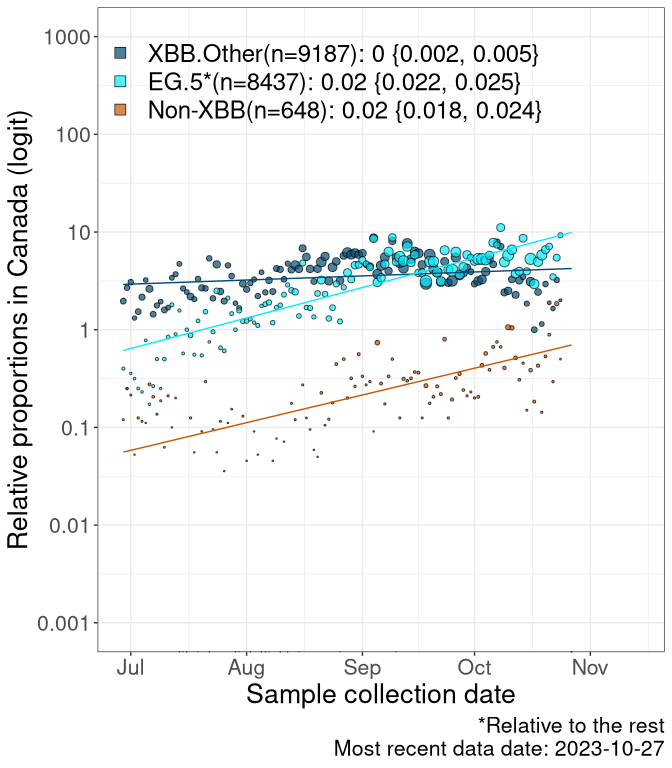 1000
100
10
1
0.1
0.01
0.001
Relative proportions in Canada (logit)
XBB.Other(n=9187): 0 {0.002, 0.005}
EG.5*(n=8437): 0.02 {0.022, 0.025}
Non-XBB(n=648): 0.02 {0.018, 0.024}
Jul Aug Sep Oct Nov
Sample collection date
*Relative to the rest
Most recent data date: 2023-10-27